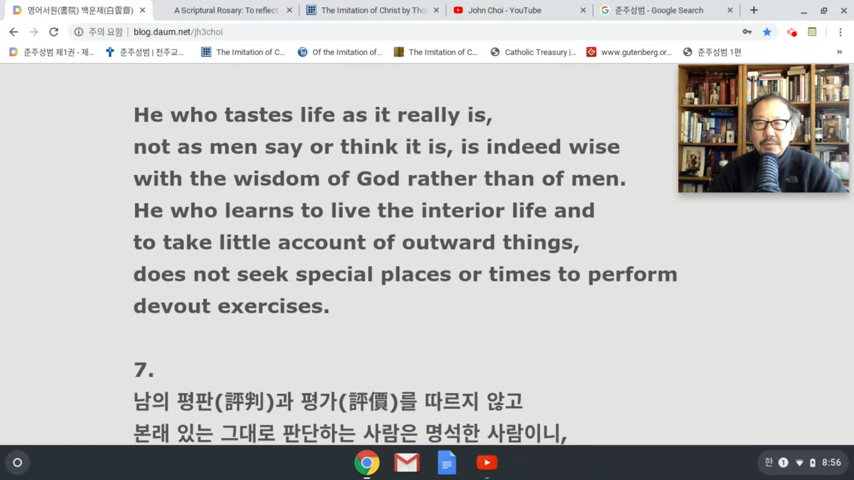 영어서원(書院) 백운재(白雲齋)
A Scriptural Rosary: To reflect
The Imitation of Christ by Tho
John Choi - YouTube
준주성범 - Google Search
주의 요함
blog.daum.net/jh3choi
준주성범 제1권 - 제...
준주성범 | 천주교...
The Imitation of C...
Of the Imitation of...
The Imitation of C...
Catholic Treasury |...
www.gutenberg.or...
준주성범 1편
He who tastes life as it really is,
not as men say or think it is, is indeed wise
with the wisdom of God rather than of men.
He who learns to live the interior life and
to take little account of outward things,
does not seek special places or times to perform
devout exercises.
7.
남의 평판(評判)과 평가(評價)를 따르지 않고
본래 있는 그대로 판단하는 사람은 명석한 사람이니,
한
1
8:56